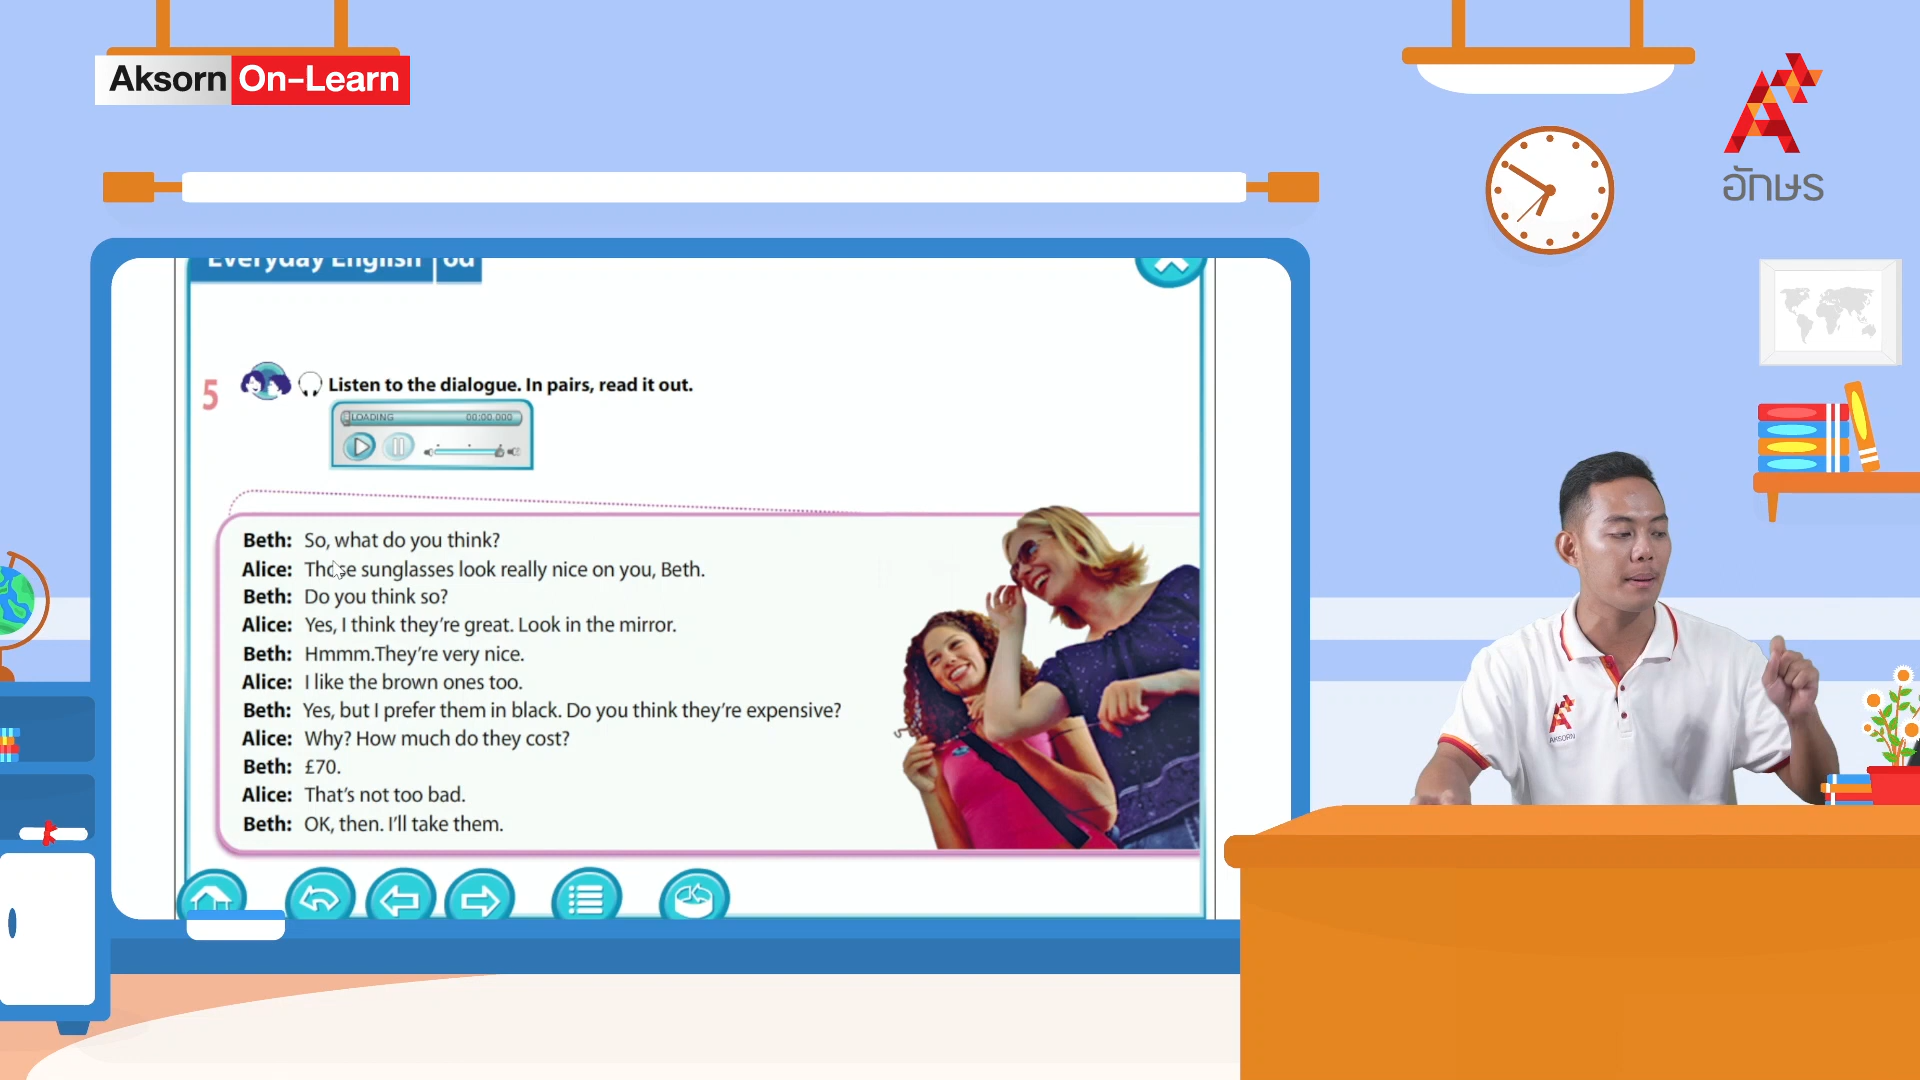 Aksorn On-Learn
อักษร
Everyday English 6d
5 Listen to the dialogue. In pairs, read it out.
LOADING 00:00.000
Beth: So, what do you think?
Alice: Those sunglasses look really nice on you, Beth.
Beth: Do you think so?
Alice: Yes, I think they're great. Look in the mirror.
Beth: Hmmm.They're very nice.
Alice: I like the brown ones too.
Beth: Yes, but I prefer them in black. Do you think they're expensive?
Alice: Why? How much do they cost?
Beth: £70.
Alice: That's not too bad.
Beth: OK, then. I'll take them.
AKSORN